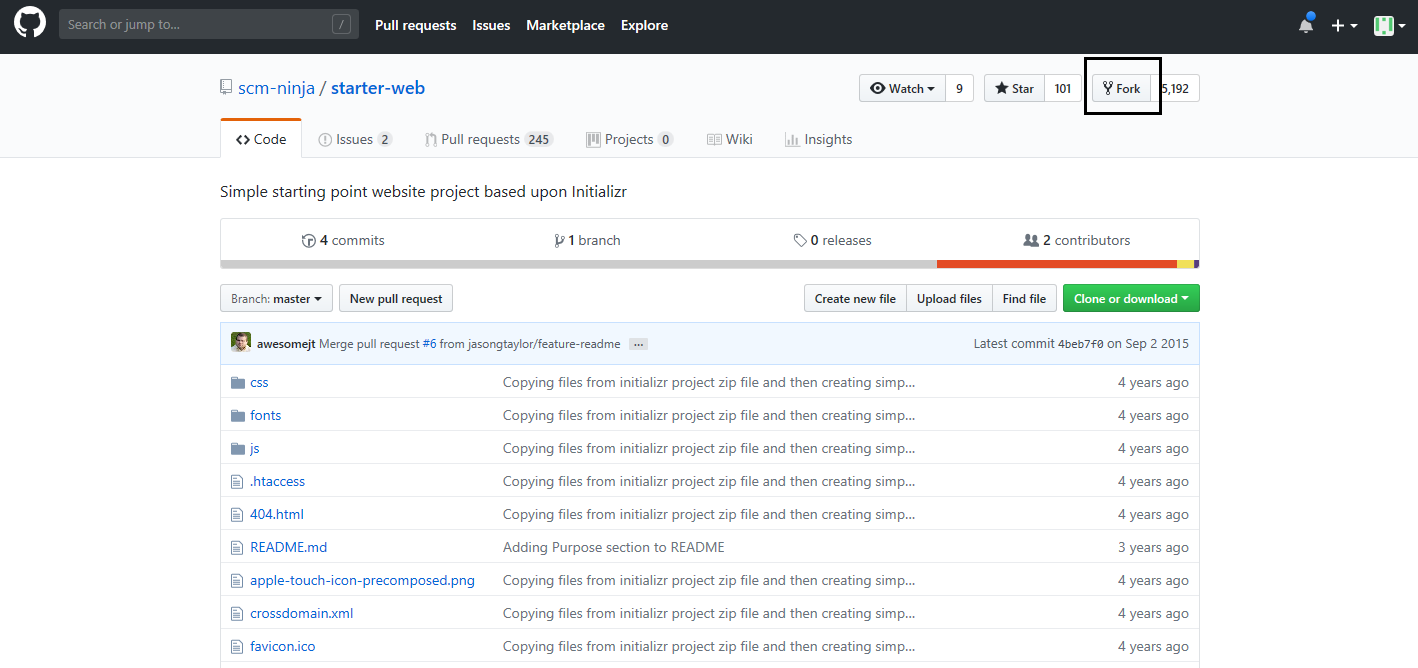 Search or jump to... / Pull requests Issues Marketplace Explore
scm-ninja / starter-web Watch 9 Star 101 Fork 5,192
Code Issues 2 Pull requests 245 Projects 0 Wiki Insights
Simple starting point website project based upon Initializr
4 commits 1 branch 0 releases 2 contributors
Branch: master New pull request Create new file Upload files Find file Clone or download
awesomejt Merge pull request #6 from jasongtaylor/feature-readme ... Latest commit 4beb7f0 on Sep 2 2015
css Copying files from initializr project zip file and then creating simp... 4 years ago
fonts Copying files from initializr project zip file and then creating simp... 4 years ago
js Copying files from initializr project zip file and then creating simp... 4 years ago
.htaccess Copying files from initializr project zip file and then creating simp... 4 years ago
404.html Copying files from initializr project zip file and then creating simp... 4 years ago
README.md Adding Purpose section to README 3 years ago
apple-touch-icon-precomposed.png Copying files from initializr project zip file and then creating simp... 4 years ago
crossdomain.xml Copying files from initializr project zip file and then creating simp... 4 years ago
favicon.ico Copying files from initializr project zip file and then creating simp... 4 years ago